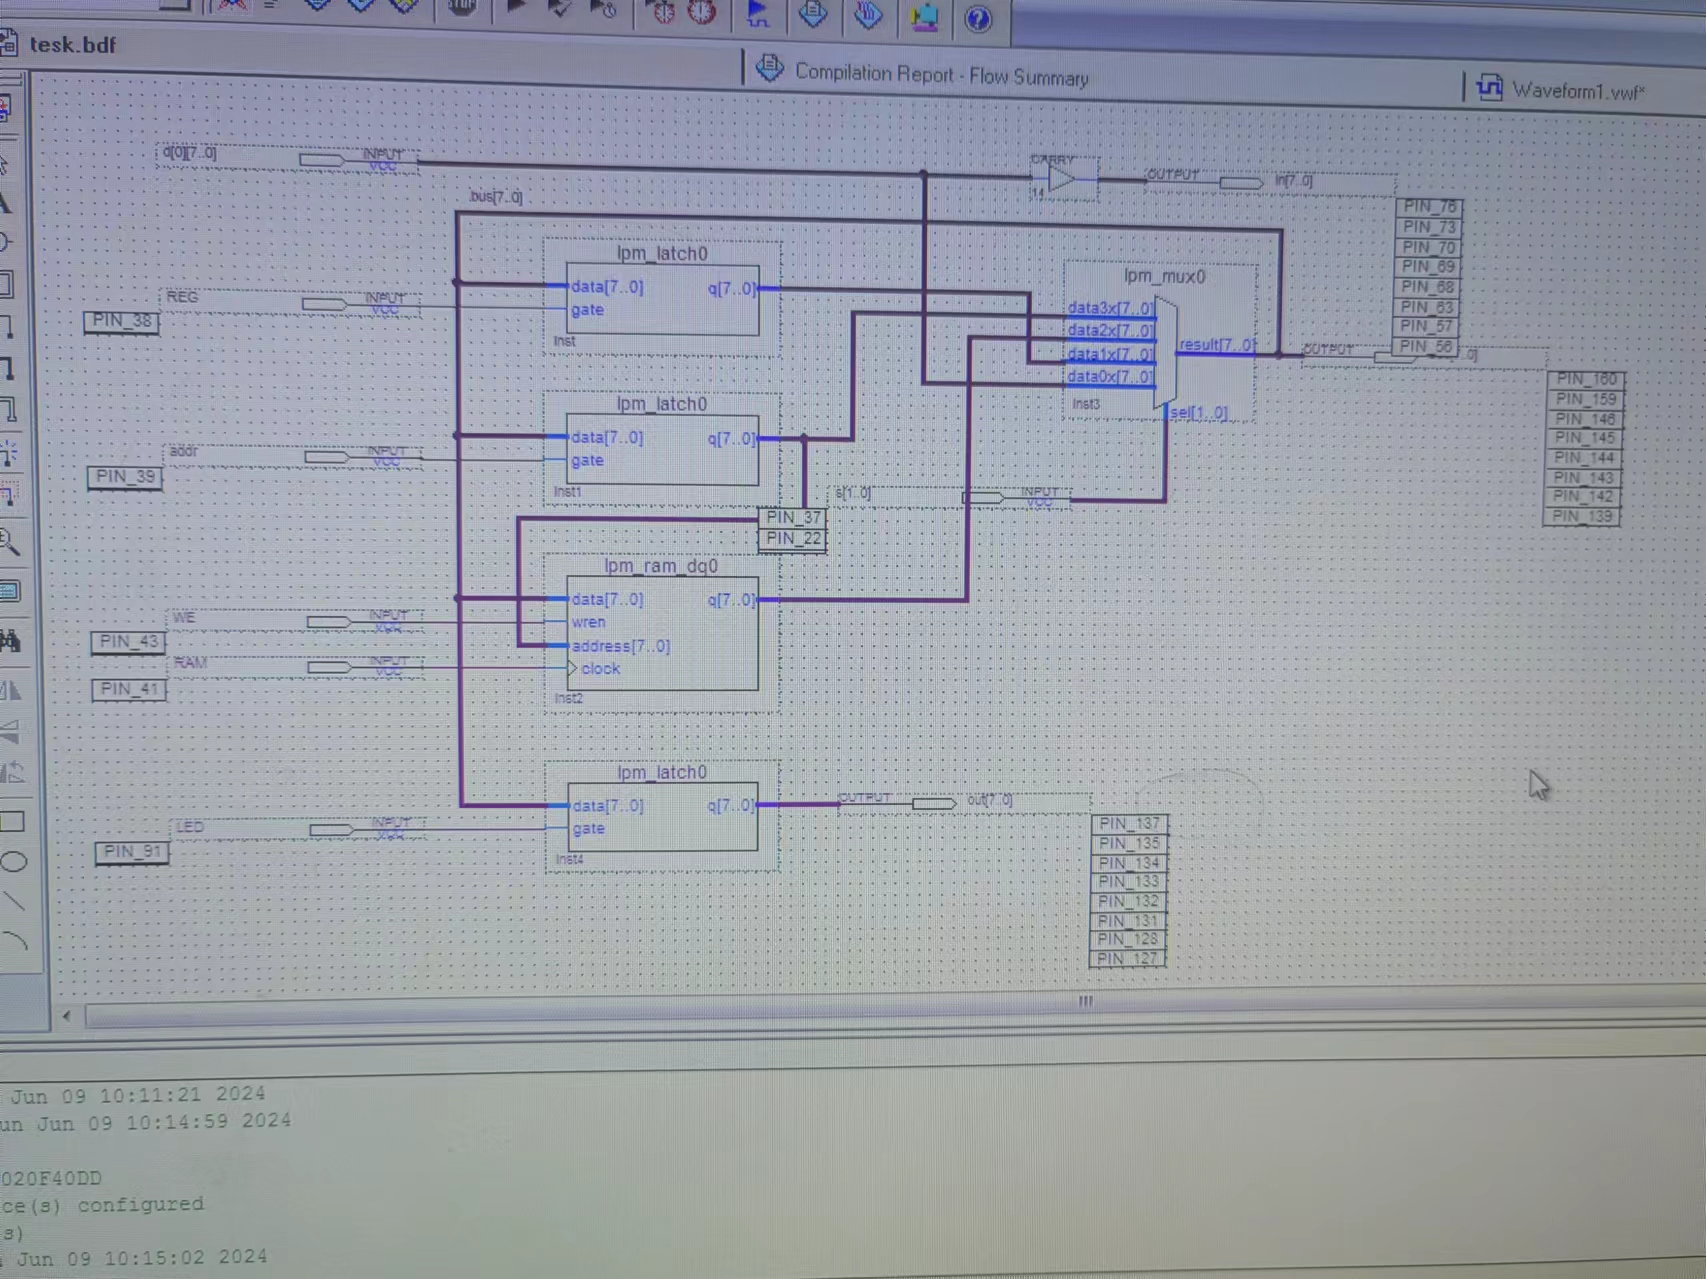 STOP
tesk.bdf
Compilation Report - Flow Summary
Waveform1.vwf*
d[0][7..0]
INPUT
VCC
CARRY
14
OUTPUT
in[7..0]
bus[7..0]
PIN_76
PIN_73
PIN_70
PIN_69
PIN_68
PIN_63
PIN_57
PIN_56
lpm_latch0
data[7..0]
q[7..0]
gate
inst
REG
INPUT
VCC
PIN_38
lpm_mux0
data3x[7..0]
data2x[7..0]
data1x[7..0]
data0x[7..0]
result[7..0]
inst3
sel[1..0]
OUTPUT
.0]
PIN_160
PIN_159
PIN_146
PIN_145
PIN_144
PIN_143
PIN_142
PIN_139
lpm_latch0
data[7..0]
q[7..0]
gate
inst1
addr
INPUT
VCC
PIN_39
s[1..0]
INPUT
VCC
PIN_37
PIN_22
lpm_ram_dq0
data[7..0]
q[7..0]
wren
address[7..0]
clock
inst2
WE
INPUT
VCC
PIN_43
RAM
INPUT
VCC
PIN_41
lpm_latch0
data[7..0]
q[7..0]
gate
inst4
LED
INPUT
VCC
PIN_91
OUTPUT
out[7..0]
PIN_137
PIN_135
PIN_134
PIN_133
PIN_132
PIN_131
PIN_128
PIN_127
Jun 09 10:11:21 2024
un Jun 09 10:14:59 2024
020F40DD
ce(s) configured
s)
Jun 09 10:15:02 2024